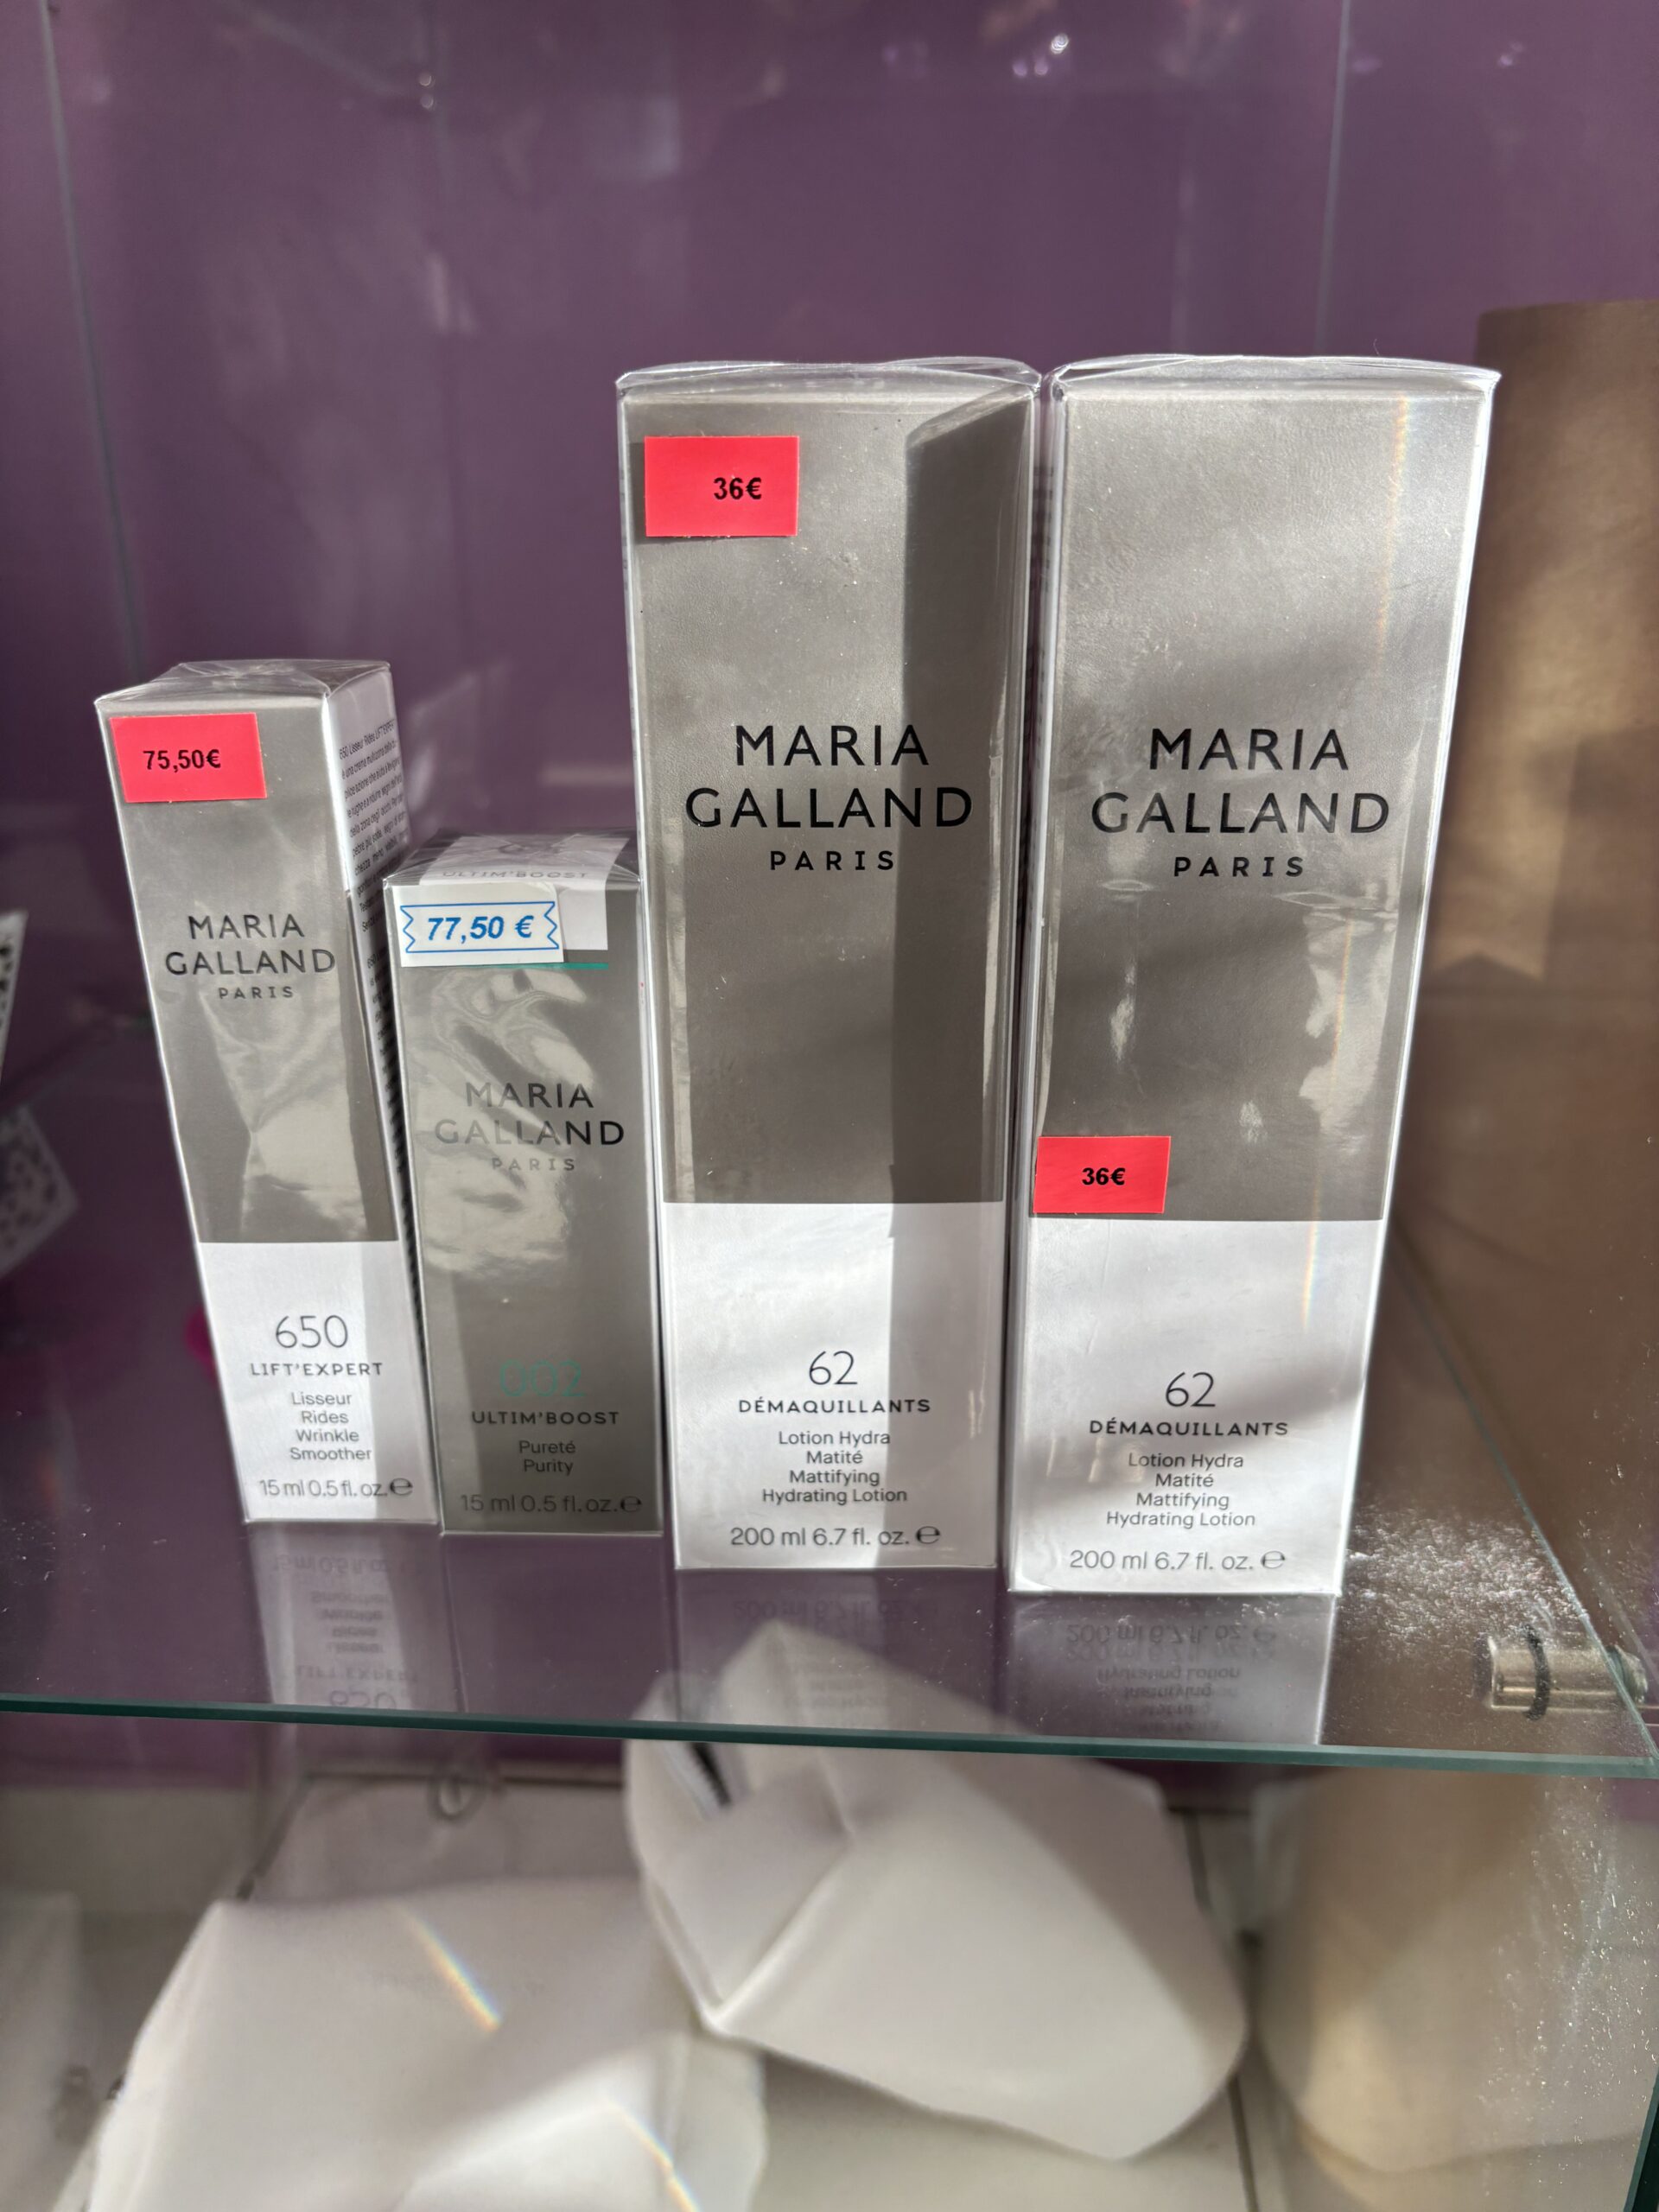 75,50€
MARIA
GALLAND
PARIS
650
LIFT'EXPERT
Lisseur
Rides
Wrinkle
Smoother
15 ml 0.5 fl. oz. ℮
ULTIM'BOOST
77,50 €
MARIA
GALLAND
PARIS
002
ULTIM'BOOST
Pureté
Purity
15 ml 0.5 fl. oz. ℮
36€
MARIA
GALLAND
PARIS
62
DÉMAQUILLANTS
Lotion Hydra
Matité
Mattifying
Hydrating Lotion
200 ml 6.7 fl. oz. ℮
MARIA
GALLAND
PARIS
36€
62
DÉMAQUILLANTS
Lotion Hydra
Matité
Mattifying
Hydrating Lotion
200 ml 6.7 fl. oz. ℮